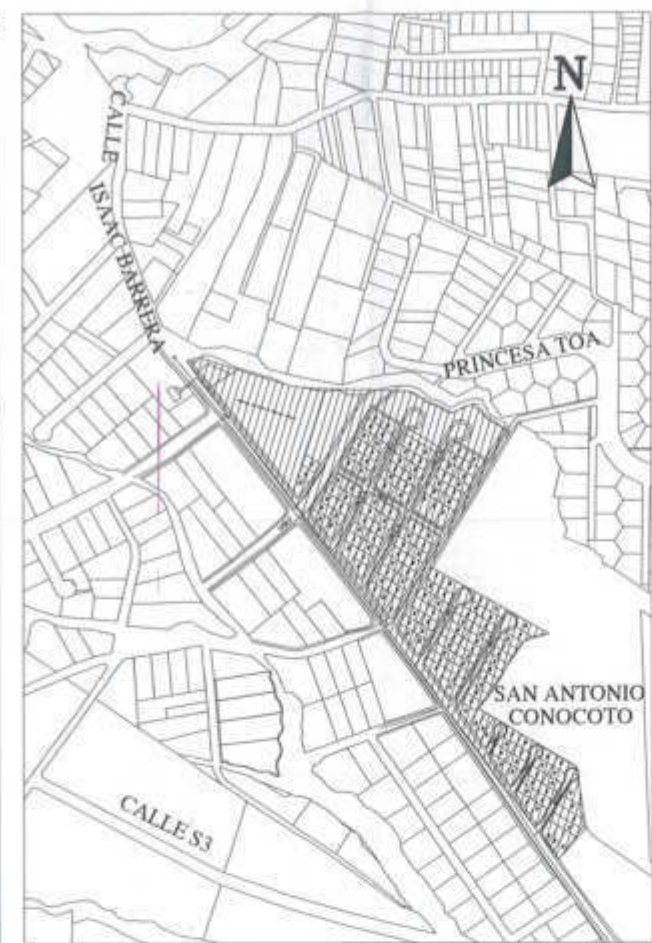 N
CALLE ISAAC BARRERA
PRINCESA TOA
SAN ANTONIO
CONOCOTO
CALLE S3